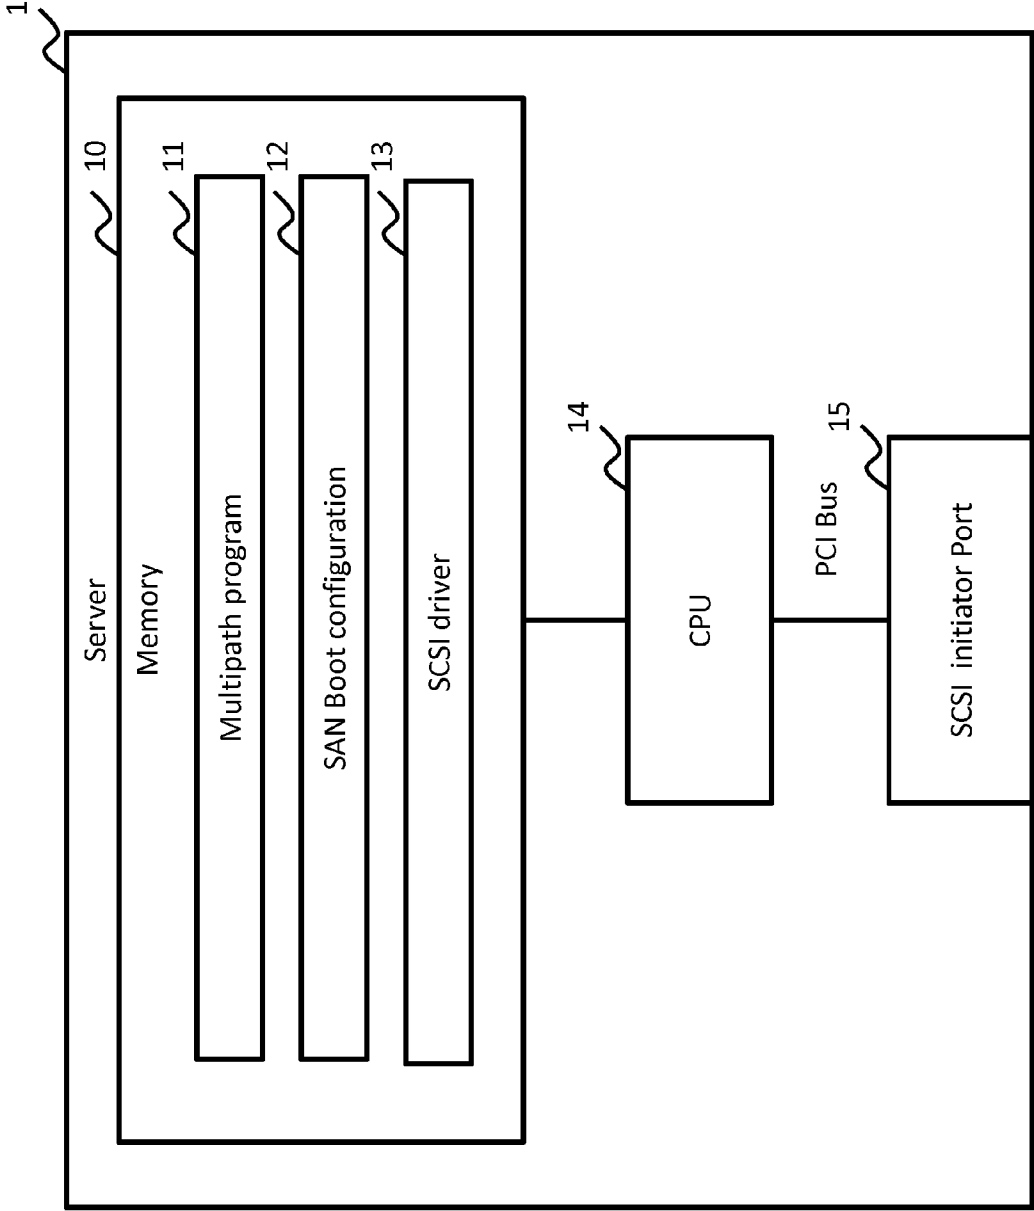 1
Server
10
Memory
11
Multipath program
12
SAN Boot configuration
13
SCSI driver
14
CPU
PCI Bus
15
SCSI initiator Port